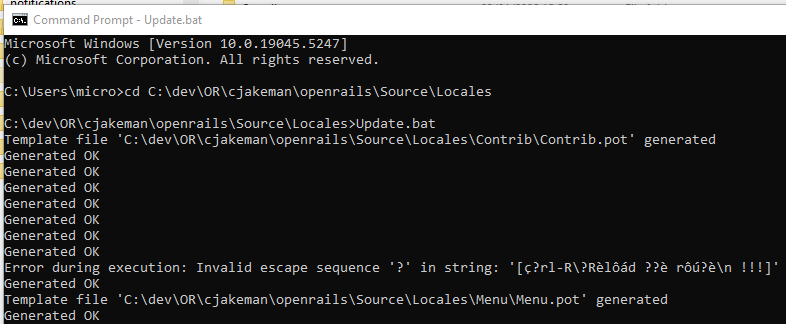 notifications
Command Prompt - Update.bat
Microsoft Windows [Version 10.0.19045.5247]
(c) Microsoft Corporation. All rights reserved.
C:\Users\micro>cd C:\dev\OR\cjakeman\openrails\Source\Locales
C:\dev\OR\cjakeman\openrails\Source\Locales>Update.bat
Template file 'C:\dev\OR\cjakeman\openrails\Source\Locales\Contrib\Contrib.pot' generated
Generated OK
Generated OK
Generated OK
Generated OK
Generated OK
Generated OK
Generated OK
Error during execution: Invalid escape sequence '?' in string: '[ç?rl-R\?Rèlôád ??è rôú?è\n !!!]'
Generated OK
Template file 'C:\dev\OR\cjakeman\openrails\Source\Locales\Menu\Menu.pot' generated
Generated OK